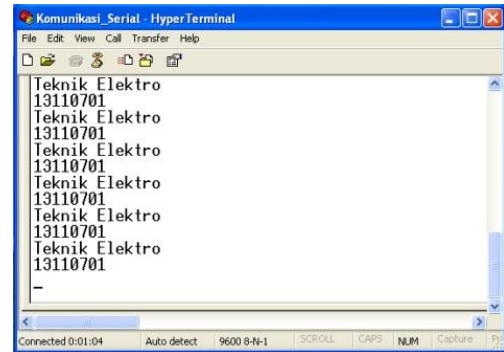 Komunikasi_Serial - HyperTerminal
File Edit View Call Transfer Help
Teknik Elektro
13110701
Teknik Elektro
13110701
Teknik Elektro
13110701
Teknik Elektro
13110701
Teknik Elektro
13110701
Teknik Elektro
13110701
_
Connected 0:01:04 Auto detect 9600 8-N-1 SCROLL CAPS NUM Capture